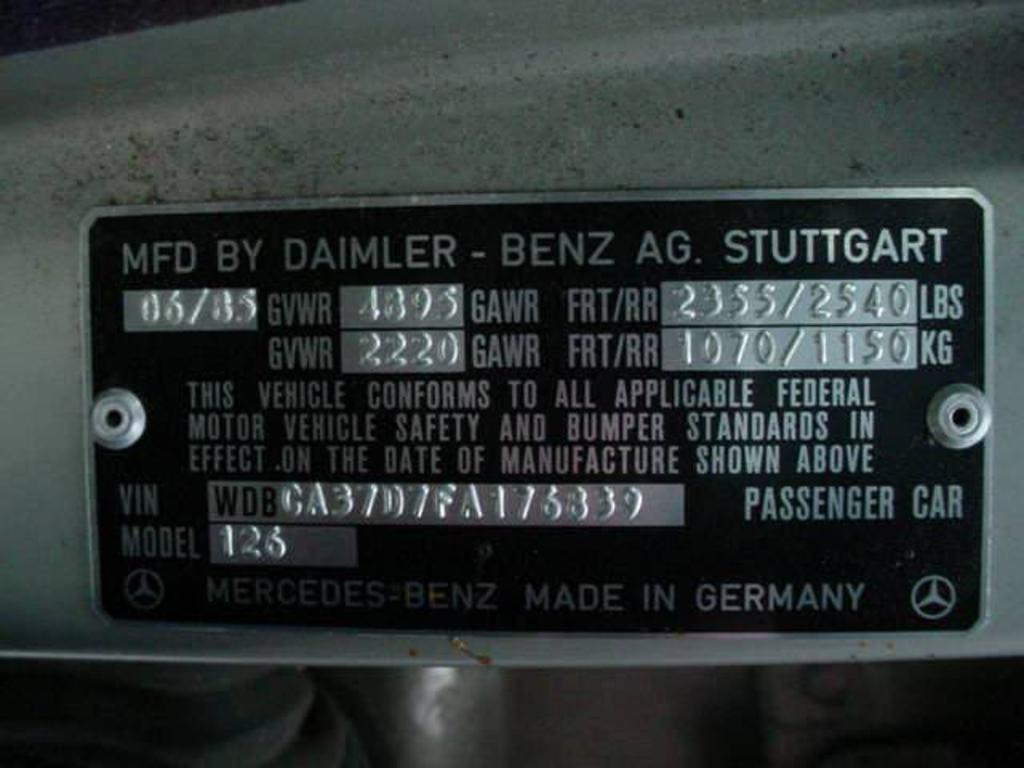 MFD BY DAIMLER - BENZ AG. STUTTGART
06/85 GVWR 4895 GAWR FRT/RR 2355/2540 LBS
GVWR 2220 GAWR FRT/RR 1070/1150 KG
THIS VEHICLE CONFORMS TO ALL APPLICABLE FEDERAL
MOTOR VEHICLE SAFETY AND BUMPER STANDARDS IN
EFFECT .ON THE DATE OF MANUFACTURE SHOWN ABOVE
VIN WDBCA37D7FA176839 PASSENGER CAR
MODEL 126
MERCEDES-BENZ MADE IN GERMANY